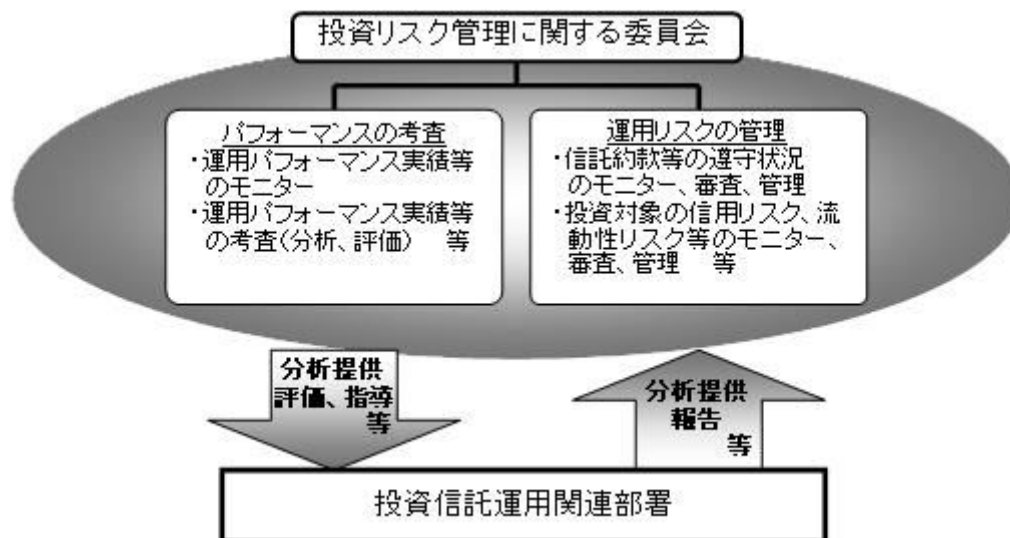 投資リスク管理に関する委員会
パフォーマンスの考査
・運用パフォーマンス実績等
のモニター
・運用パフォーマンス実績等
の考査(分析、評価) 等
運用リスクの管理
・信託約款等の遵守状況
のモニター、審査、管理
・投資対象の信用リスク、流
動性リスク等のモニター、
審査、管理 等
分析提供
評価、指導
等
分析提供
報告
等
投資信託運用関連部署